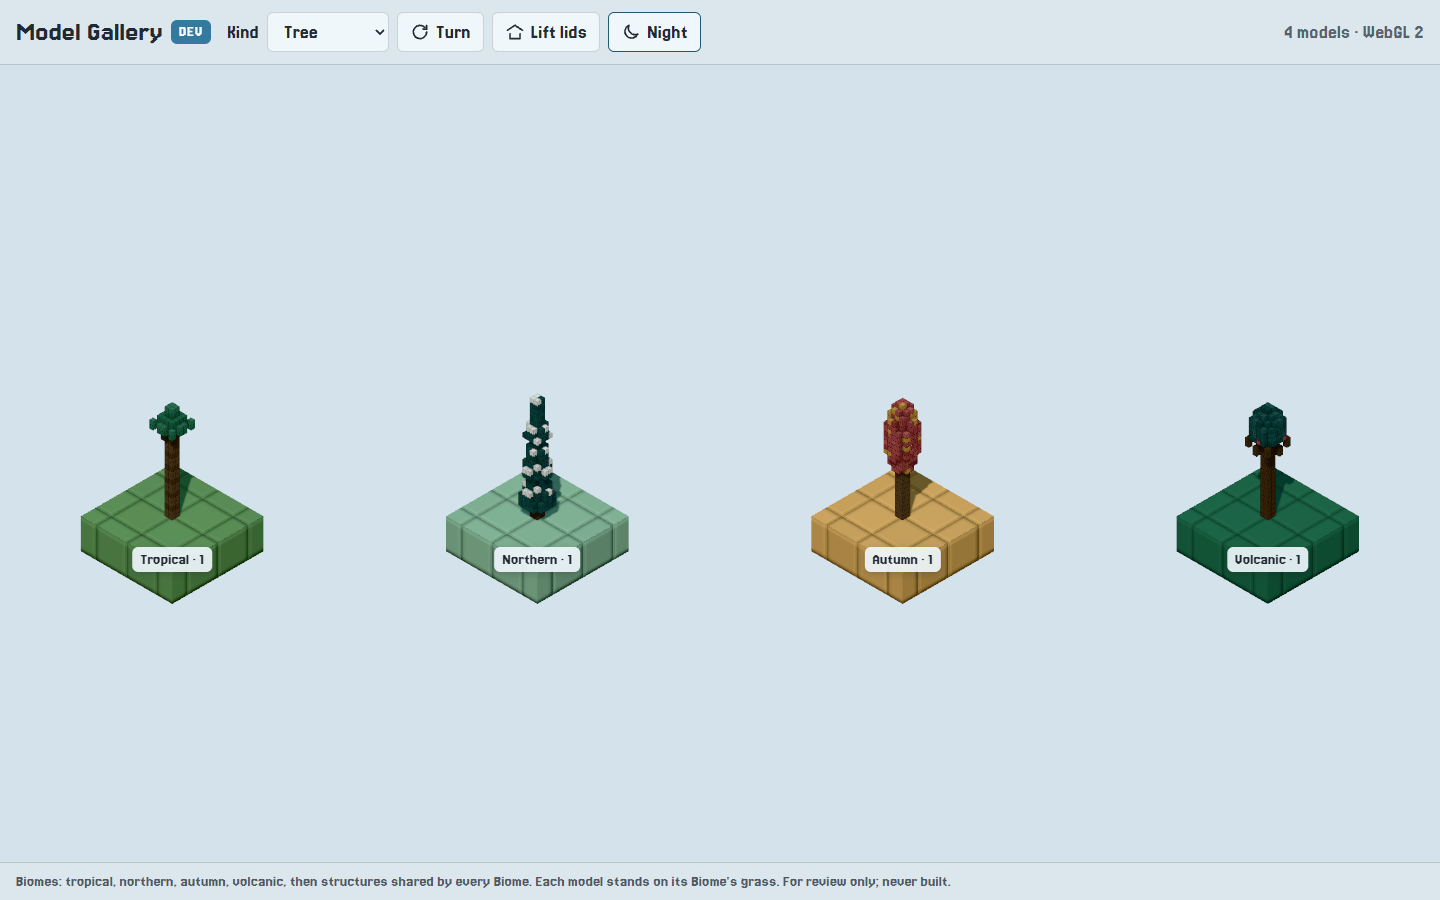 Model Gallery DEV Kind Tree Turn Lift lids Night 4 models · WebGL 2
Tropical · 1 Northern · 1 Autumn · 1 Volcanic · 1
Biomes: tropical, northern, autumn, volcanic, then structures shared by every Biome. Each model stands on its Biome's grass. For review only; never built.